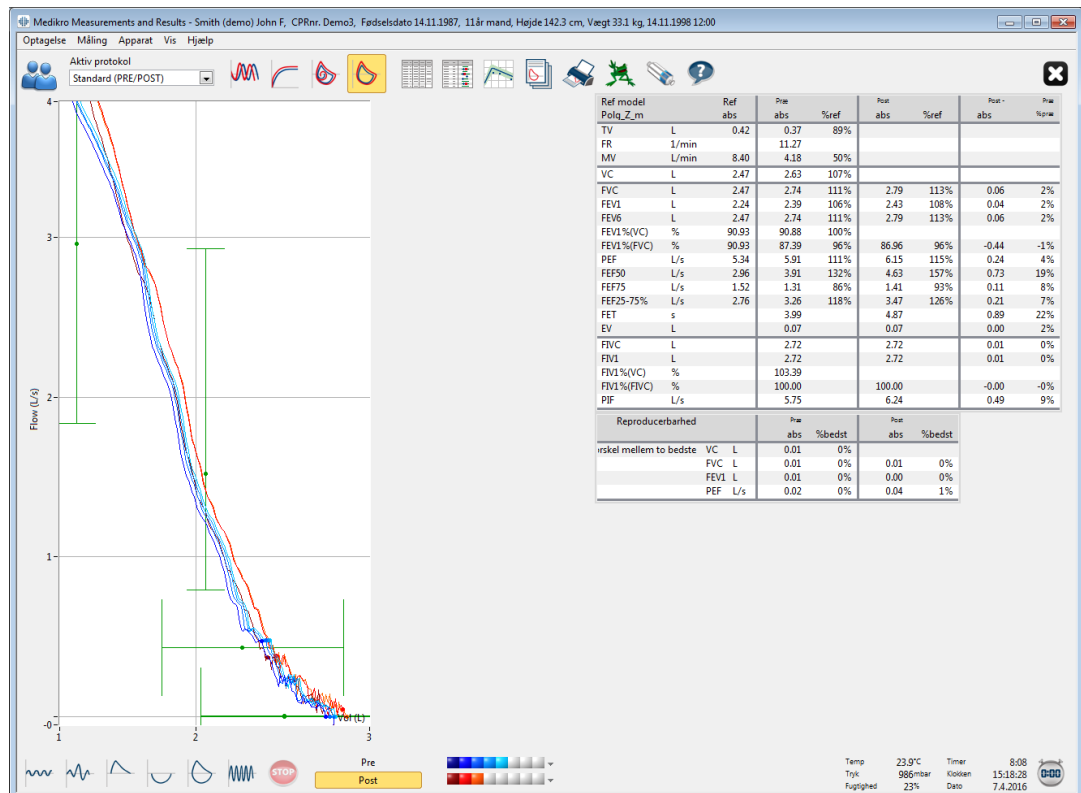 Medikro Measurements and Results - Smith (demo) John F, CPRnr. Demo3, Fødselsdato 14.11.1987, 11år mand, Højde 142.3 cm, Vægt 33.1 kg, 14.11.1998 12:00
Optagelse Måling Apparat Vis Hjælp
Aktiv protokol
Standard (PRE/POST)
4
3
2
1
-0
Flow (L/s)
1 2 3
Vol (L)
Ref model Ref Præ Post Post - Præ
Polg_Z_m abs abs %ref abs %ref abs %præ
TV L 0.42 0.37 89%
FR 1/min 11.27
MV L/min 8.40 4.18 50%
VC L 2.47 2.63 107%
FVC L 2.47 2.74 111% 2.79 113% 0.06 2%
FEV1 L 2.24 2.39 106% 2.43 108% 0.04 2%
FEV6 L 2.47 2.74 111% 2.79 113% 0.06 2%
FEV1%(VC) % 90.93 90.88 100%
FEV1%(FVC) % 90.93 87.39 96% 86.96 96% -0.44 -1%
PEF L/s 5.34 5.91 111% 6.15 115% 0.24 4%
FEF50 L/s 2.96 3.91 132% 4.63 157% 0.73 19%
FEF75 L/s 1.52 1.31 86% 1.41 93% 0.11 8%
FEF25-75% L/s 2.76 3.26 118% 3.47 126% 0.21 7%
FET s 3.99 4.87 0.89 22%
EV L 0.07 0.07 0.00 2%
FIVC L 2.72 2.72 0.01 0%
FIV1 L 2.72 2.72 0.01 0%
FIV1%(VC) % 103.39
FIV1%(FIVC) % 100.00 100.00 -0.00 -0%
PIF L/s 5.75 6.24 0.49 9%
Reproducerbarhed Præ Post
abs %bedst abs %bedst
orskel mellem to bedste VC L 0.01 0%
FVC L 0.01 0% 0.01 0%
FEV1 L 0.01 0% 0.00 0%
PEF L/s 0.02 0% 0.04 1%
STOP
Pre
Post
Temp 23.9°C Timer 8:08
Tryk 986mbar Klokken 15:18:28
Fugtighed 23% Dato 7.4.2016
0:00